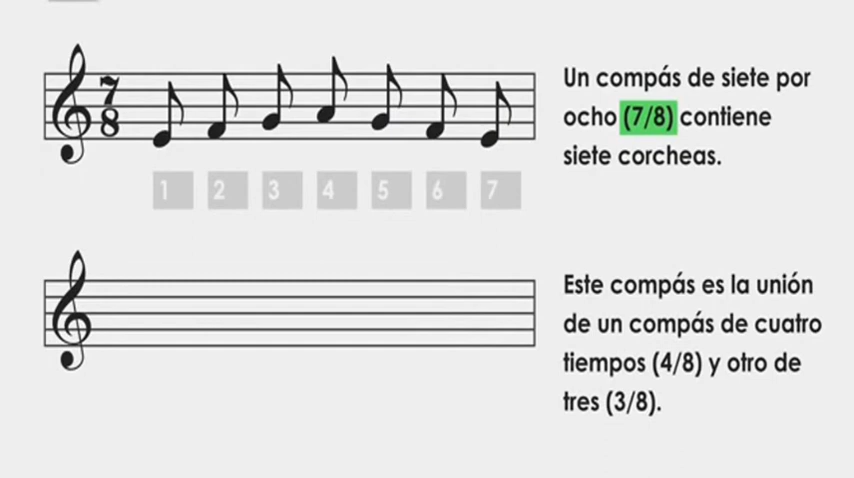 7
8
Un compás de siete por
ocho (7/8) contiene
siete corcheas.
1 2 3 4 5 6 7
Este compás es la unión
de un compás de cuatro
tiempos (4/8) y otro de
tres (3/8).